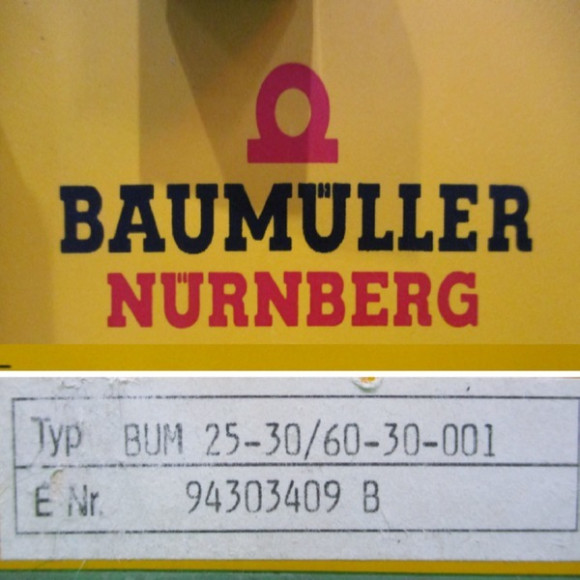 BAUMÜLLER
NÜRNBERG
Typ BUM 25-30/60-30-001
E Nr. 94303409 B